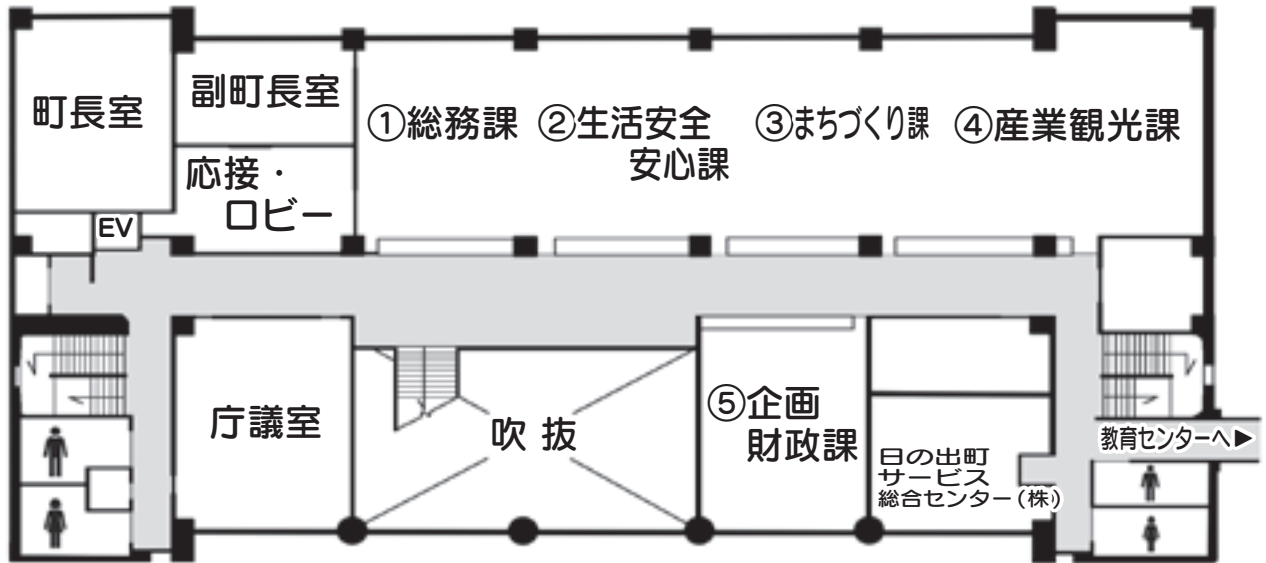 町長室
副町長室
応接・
ロビー
EV
①総務課
②生活安全
安心課
③まちづくり課
④産業観光課
庁議室
吹抜
⑤企画
財政課
日の出町
サービス
総合センター(株)
教育センターへ▶